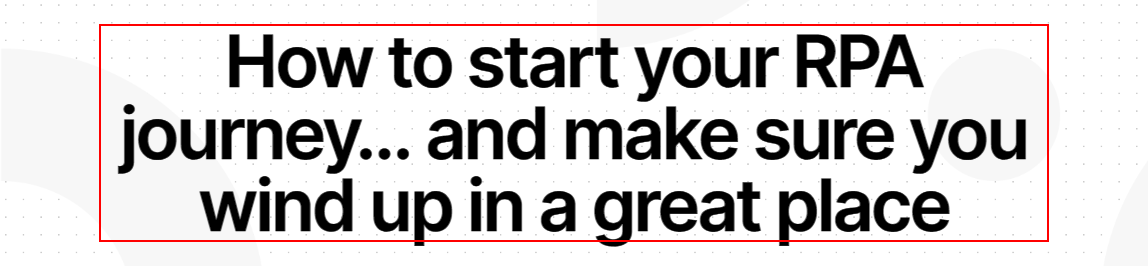 How to start your RPA
journey... and make sure you
wind up in a great place